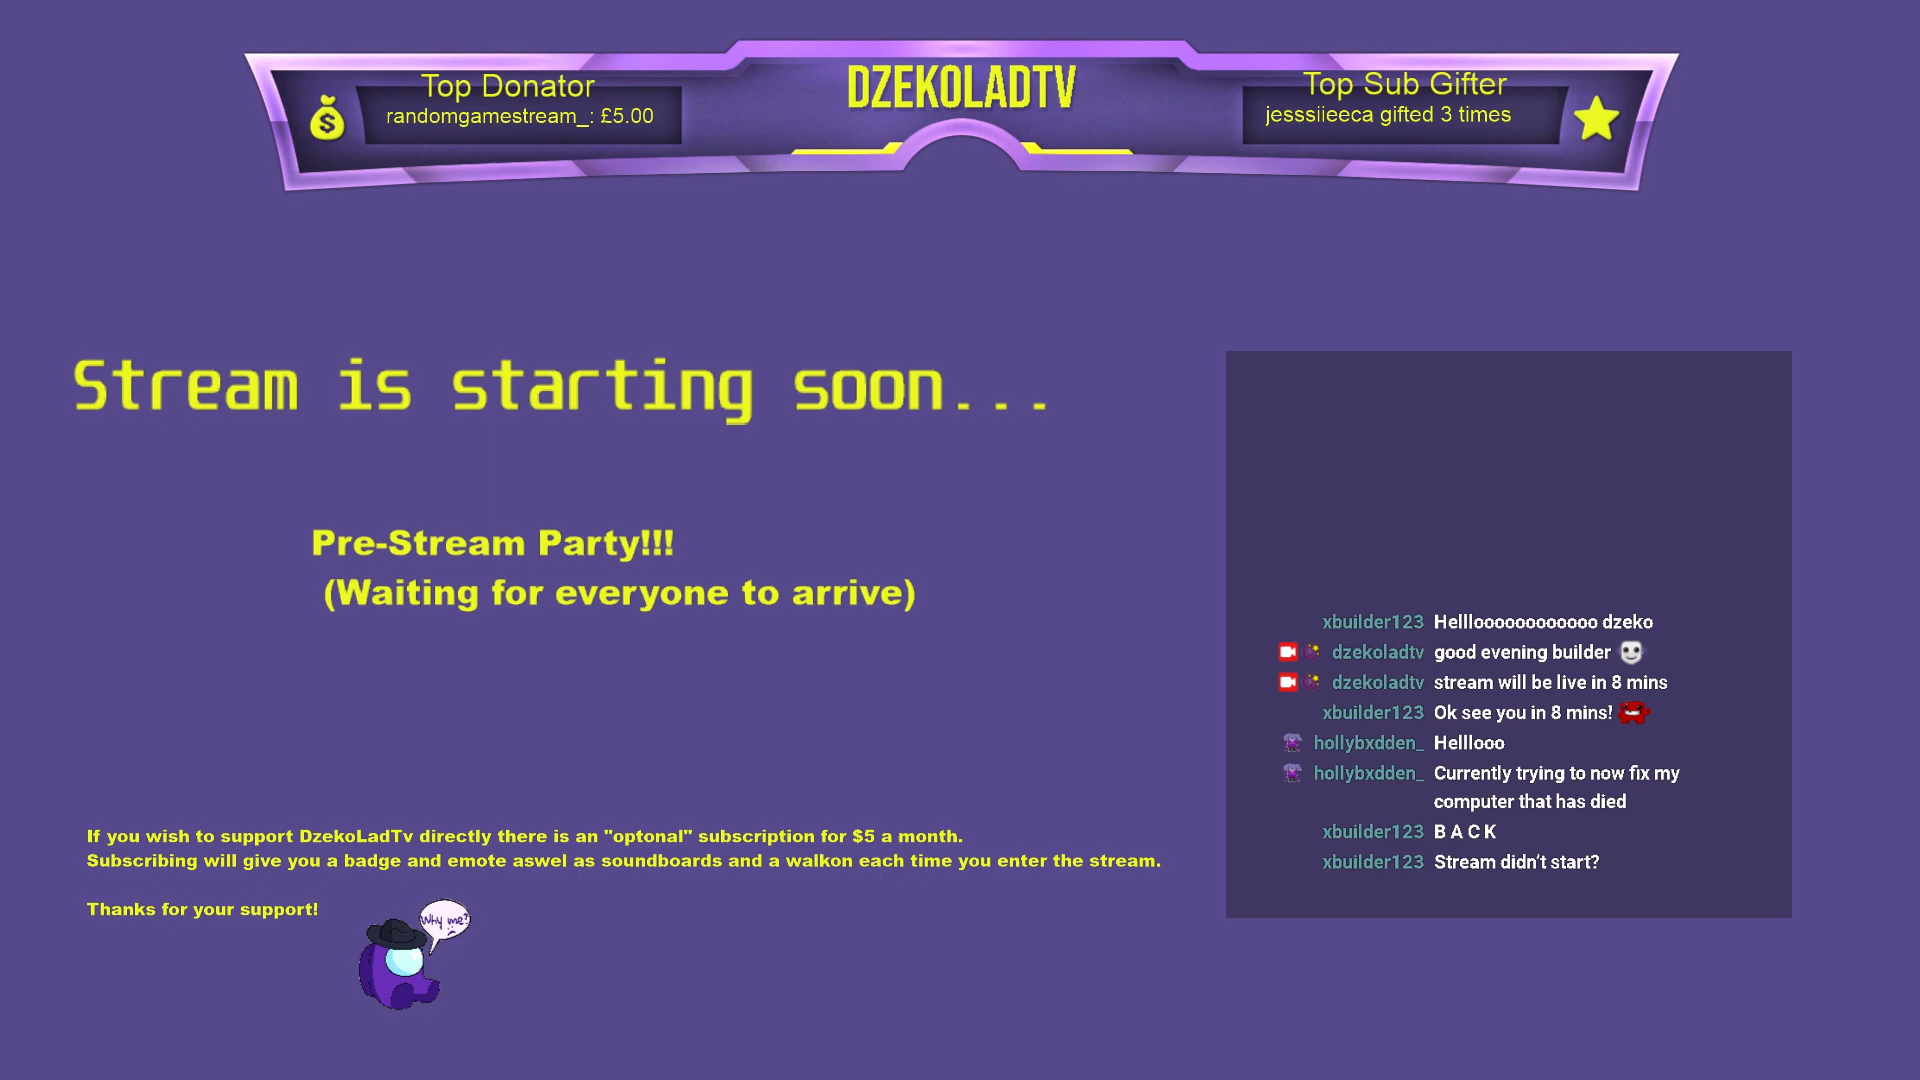 Top Donator
randomgamestream_: £5.00
DZEKOLADTV
Top Sub Gifter
jesssiieeca gifted 3 times
Stream is starting soon...
Pre-Stream Party!!!
(Waiting for everyone to arrive)
xbuilder123 Hellloooooooooooo dzeko
dzekoladtv good evening builder
dzekoladtv stream will be live in 8 mins
xbuilder123 Ok see you in 8 mins!
hollybxdden_ Helllooo
hollybxdden_ Currently trying to now fix my
computer that has died
xbuilder123 B A C K
xbuilder123 Stream didn't start?
If you wish to support DzekoLadTv directly there is an "optonal" subscription for $5 a month.
Subscribing will give you a badge and emote aswel as soundboards and a walkon each time you enter the stream.
Thanks for your support!
Why me?